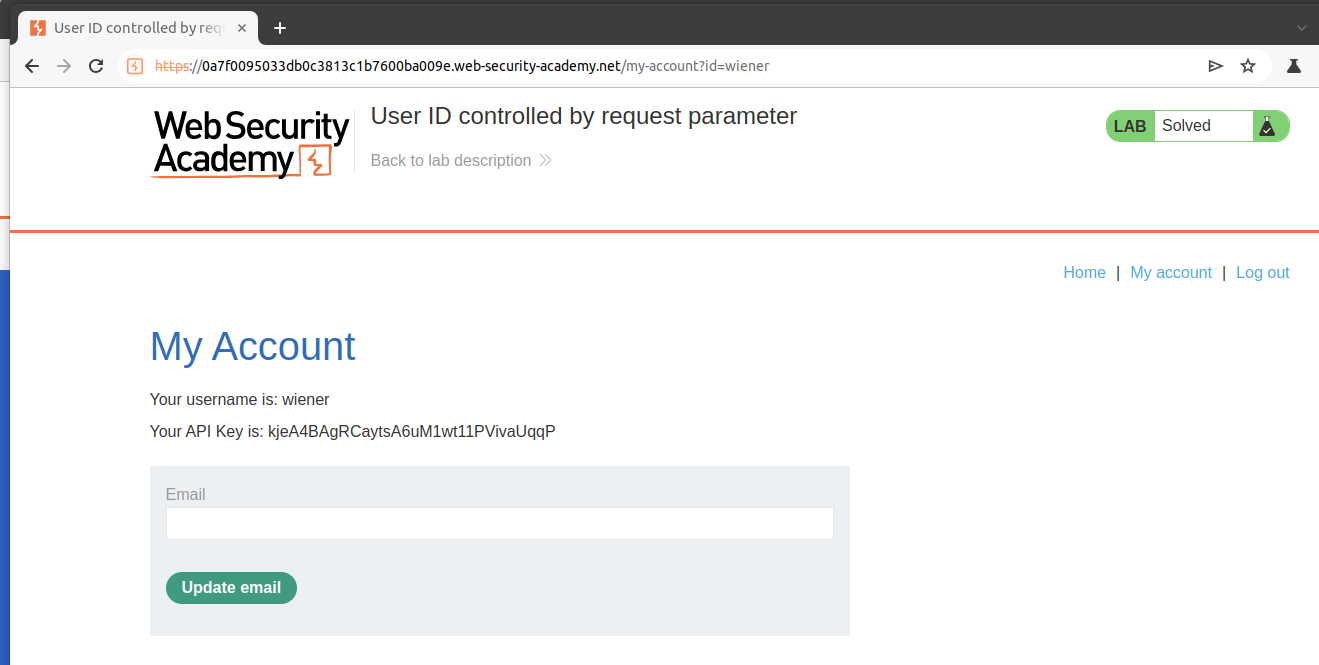 User ID controlled by req
https://0a7f0095033db0c3813c1b7600ba009e.web-security-academy.net/my-account?id=wiener
Web Security
Academy
User ID controlled by request parameter
Back to lab description
LAB Solved
Home | My account | Log out
My Account
Your username is: wiener
Your API Key is: kjeA4BAgRCaytsA6uM1wt11PVivaUqqP
Email
Update email